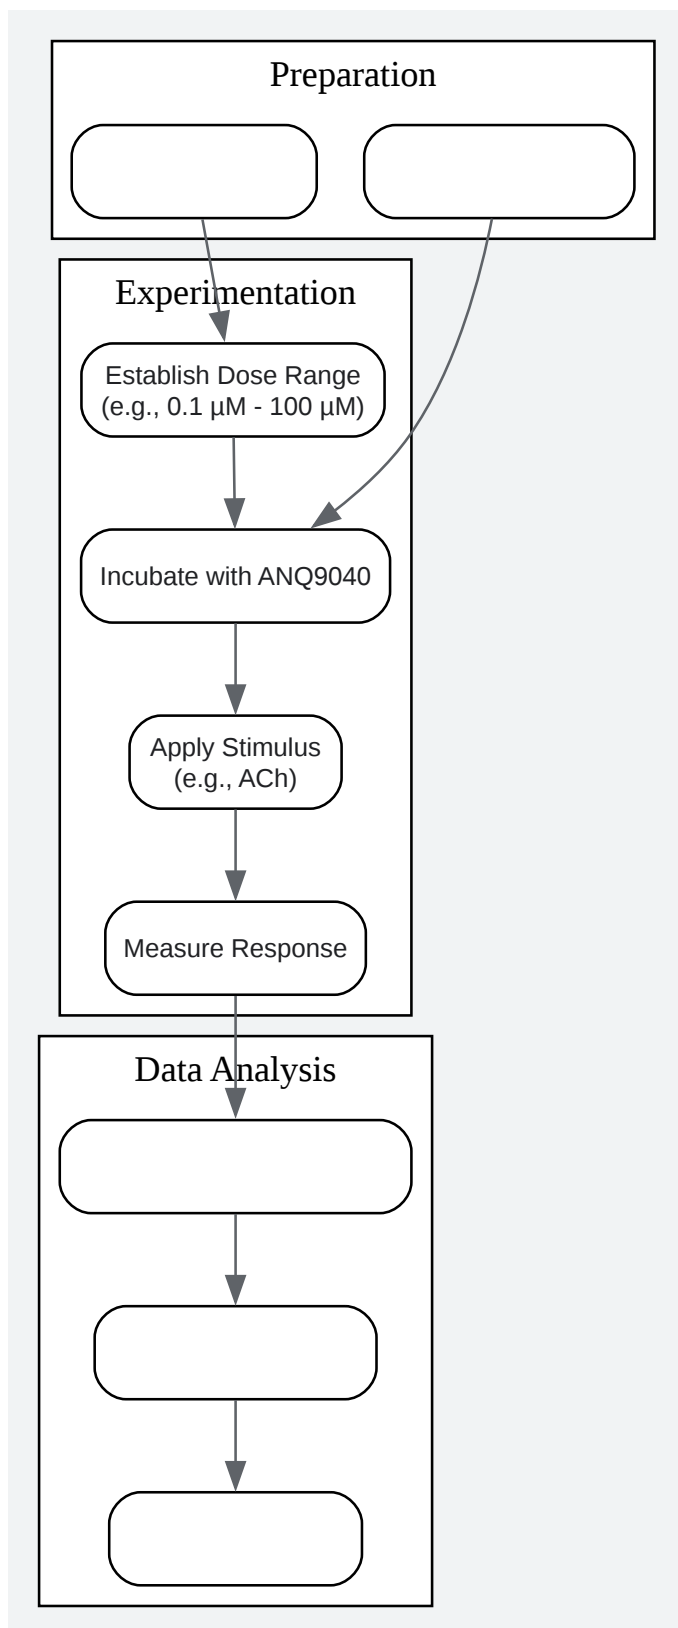 Preparation
Experimentation
Establish Dose Range
(e.g., 0.1 µM - 100 µM)
Incubate with ANQ9040
Apply Stimulus
(e.g., ACh)
Measure Response
Data Analysis